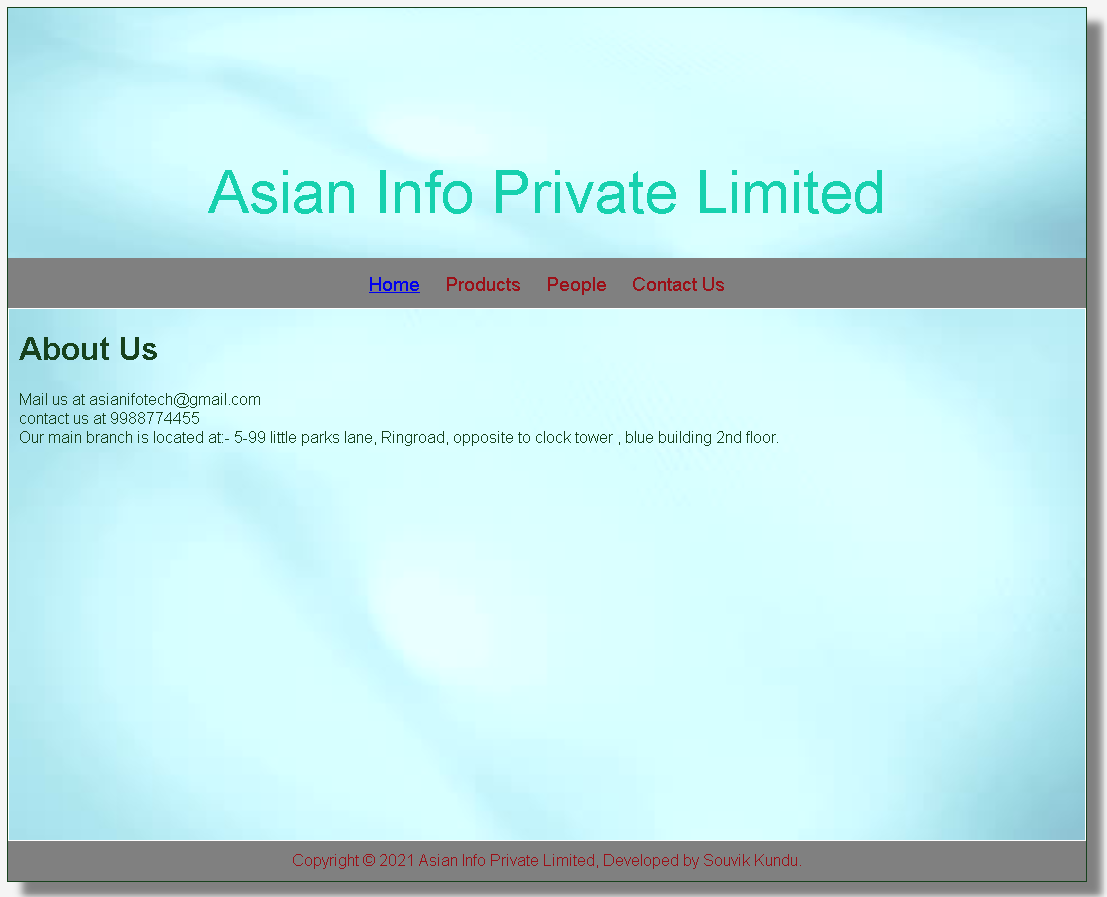 Asian Info Private Limited
Home Products People Contact Us
About Us
Mail us at asianifotech@gmail.com
contact us at 9988774455
Our main branch is located at:- 5-99 little parks lane, Ringroad, opposite to clock tower , blue building 2nd floor.
Copyright © 2021 Asian Info Private Limited, Developed by Souvik Kundu.